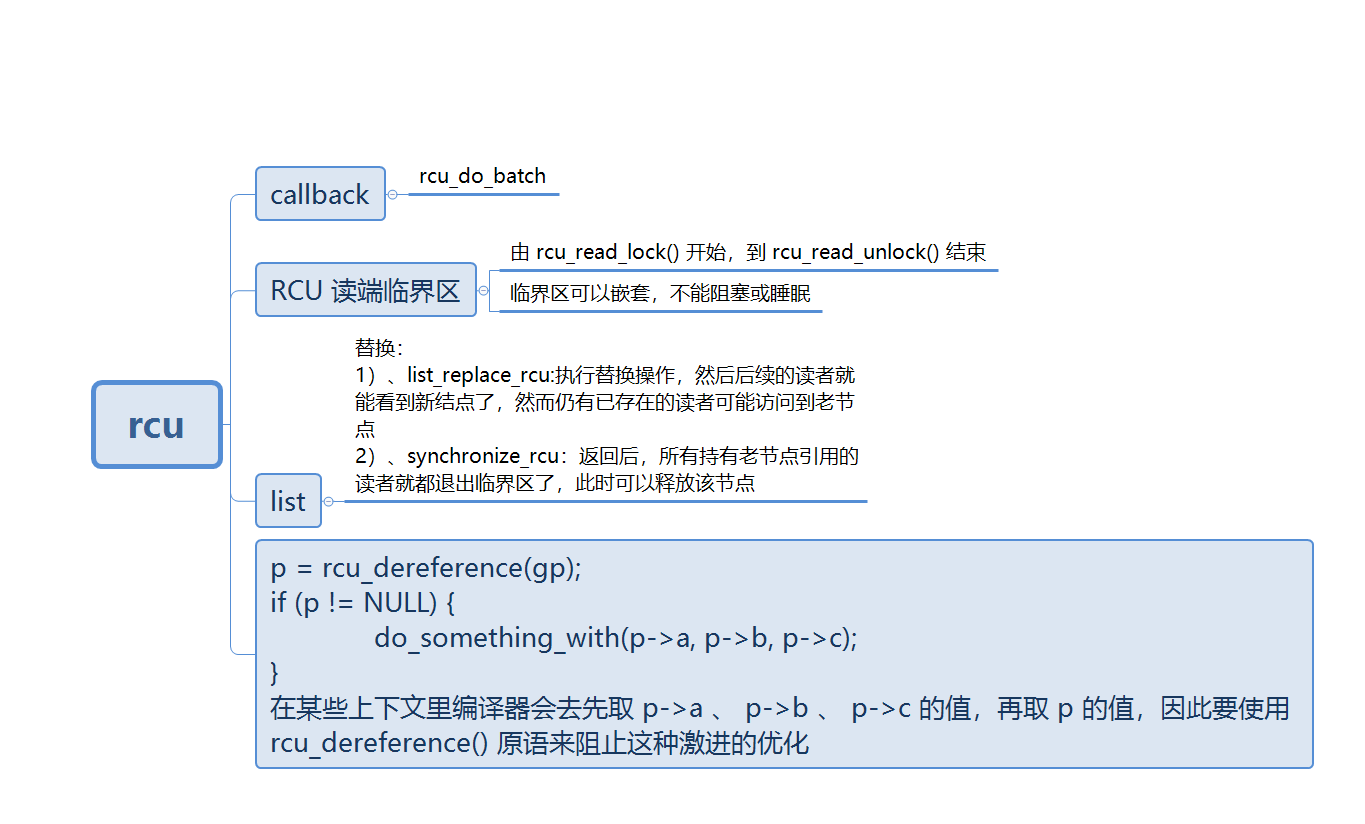 rcu
callback
rcu_do_batch
RCU 读端临界区
由 rcu_read_lock() 开始，到 rcu_read_unlock() 结束
临界区可以嵌套，不能阻塞或睡眠
list
替换：
1）、list_replace_rcu:执行替换操作，然后后续的读者就
能看到新结点了，然而仍有已存在的读者可能访问到老节
点
2）、synchronize_rcu：返回后，所有持有老节点引用的
读者就都退出临界区了，此时可以释放该节点
p = rcu_dereference(gp);
if (p != NULL) {
do_something_with(p->a, p->b, p->c);
}
在某些上下文里编译器会去先取 p->a 、 p->b 、 p->c 的值，再取 p 的值，因此要使用
rcu_dereference() 原语来阻止这种激进的优化